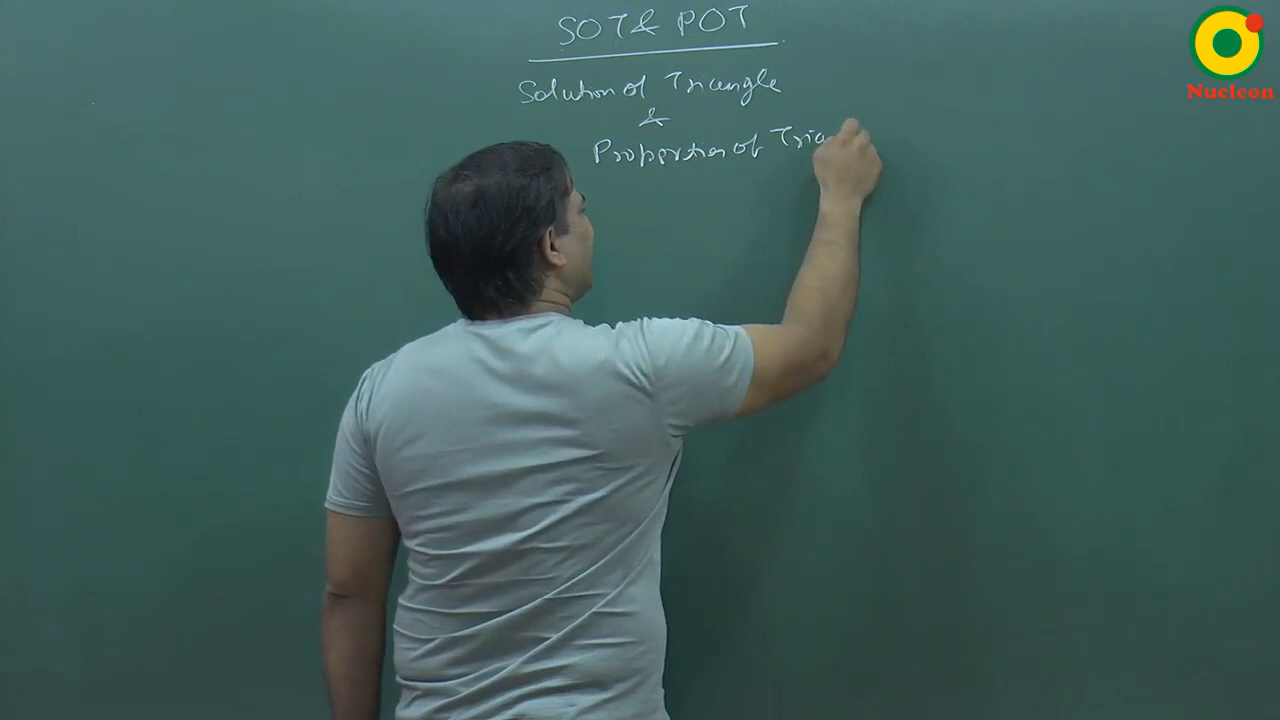 SOT & POT
Solution of Triangle
&
Properties of Tria
Nucleon